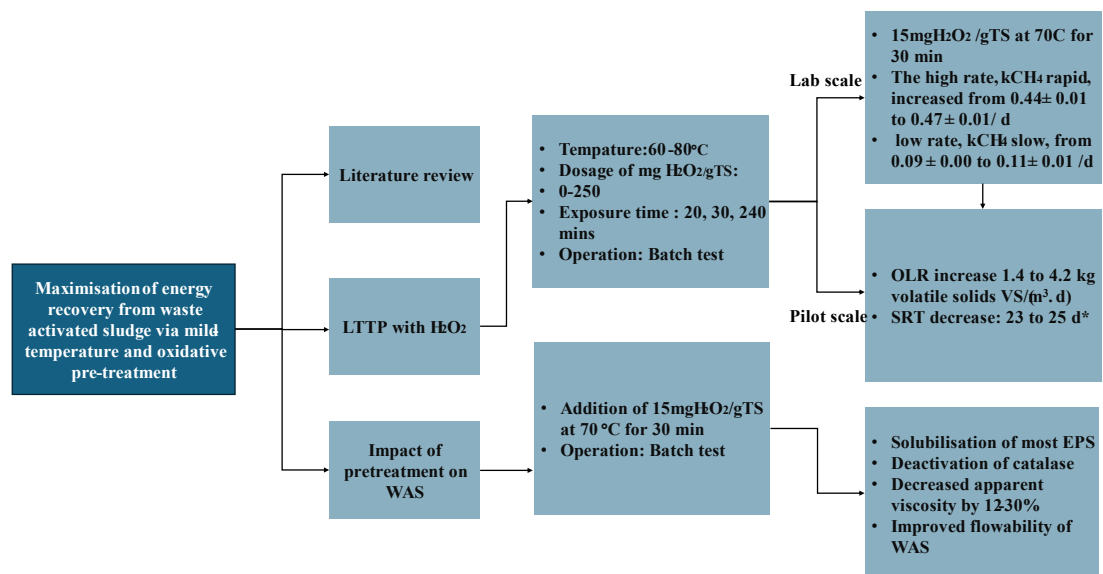 Maximisation of energy
recovery from waste
activated sludge via mild-
temperature and oxidative
pre-treatment
Literature review
LTTP with H2O2
Impact of
pretreatment on
WAS
• Tempature:60-80°C
• Dosage of mg H2O2/gTS:
• 0-250
• Exposure time : 20, 30, 240
mins
• Operation: Batch test
• Addition of 15mgH2O2/gTS
at 70 °C for 30 min
• Operation: Batch test
Lab scale
• 15mgH2O2 /gTS at 70C for
30 min
• The high rate, kCH4 rapid,
increased from 0.44± 0.01
to 0.47± 0.01/ d
• low rate, kCH4 slow, from
0.09 ± 0.00 to 0.11± 0.01 /d
Pilot scale
• OLR increase 1.4 to 4.2 kg
volatile solids VS/(m³. d)
• SRT decrease: 23 to 25 d*
• Solubilisation of most EPS
• Deactivation of catalase
• Decreased apparent
viscosity by 12-30%
• Improved flowability of
WAS